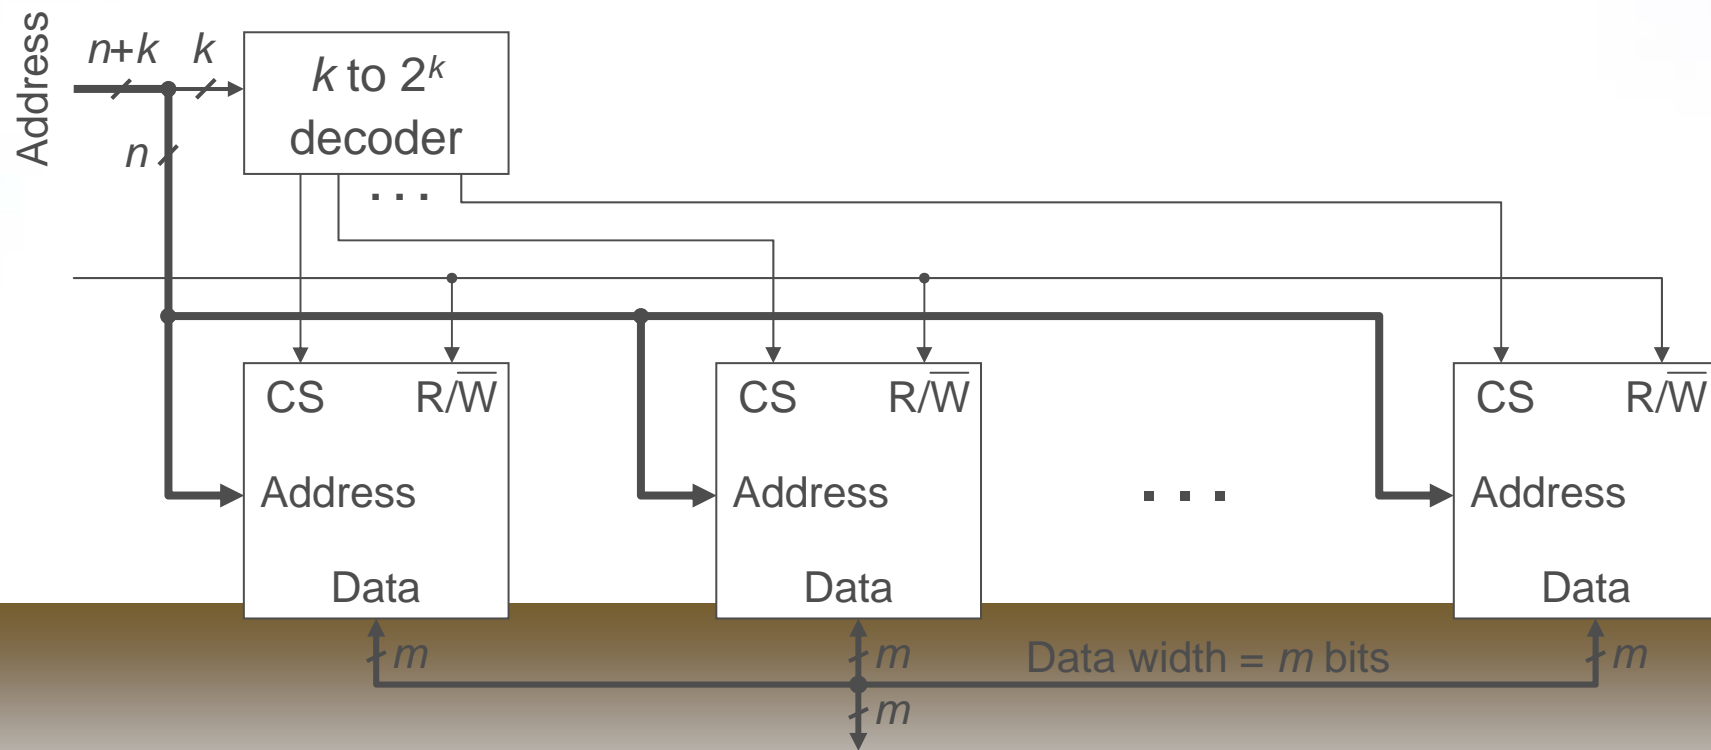 Address
n+k
k
k to 2ᵏ
decoder
n
. . .
CS R/W̅
CS R/W̅
CS R/W̅
Address
Address
. . .
Address
Data
Data
Data
m
m
Data width = m bits
m
m